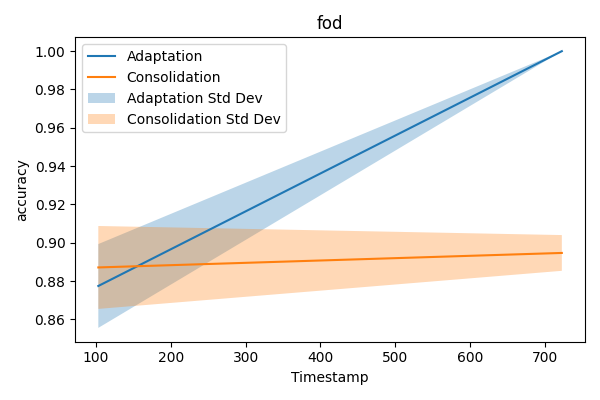 fod
Adaptation
Consolidation
Adaptation Std Dev
Consolidation Std Dev
accuracy
1.00
0.98
0.96
0.94
0.92
0.90
0.88
0.86
100 200 300 400 500 600 700
Timestamp